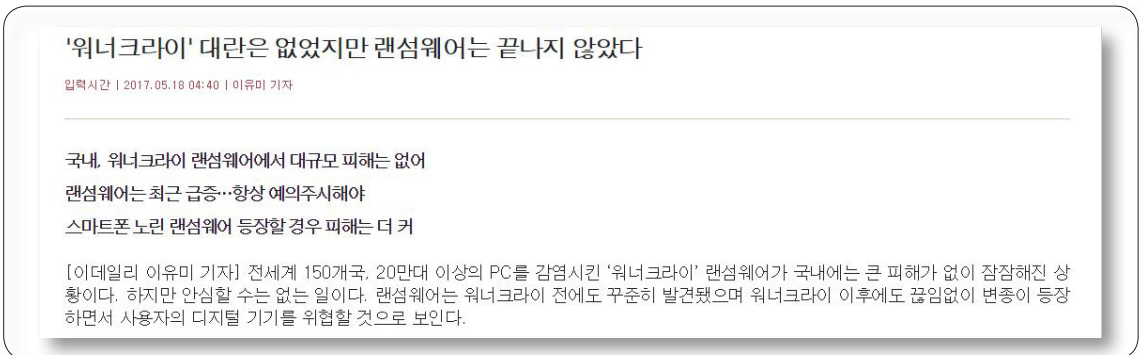 '워너크라이' 대란은 없었지만 랜섬웨어는 끝나지 않았다
입력시간 | 2017.05.18 04:40 | 이유미 기자
국내, 워너크라이 랜섬웨어에서 대규모 피해는 없어
랜섬웨어는 최근 급증…항상 예의주시해야
스마트폰 노린 랜섬웨어 등장할 경우 피해는 더 커
[이데일리 이유미 기자] 전세계 150개국, 20만대 이상의 PC를 감염시킨 ‘워너크라이’ 랜섬웨어가 국내에는 큰 피해가 없이 잠잠해진 상
황이다. 하지만 안심할 수는 없는 일이다. 랜섬웨어는 워너크라이 전에도 꾸준히 발견됐으며 워너크라이 이후에도 끊임없이 변종이 등장
하면서 사용자의 디지털 기기를 위협할 것으로 보인다.